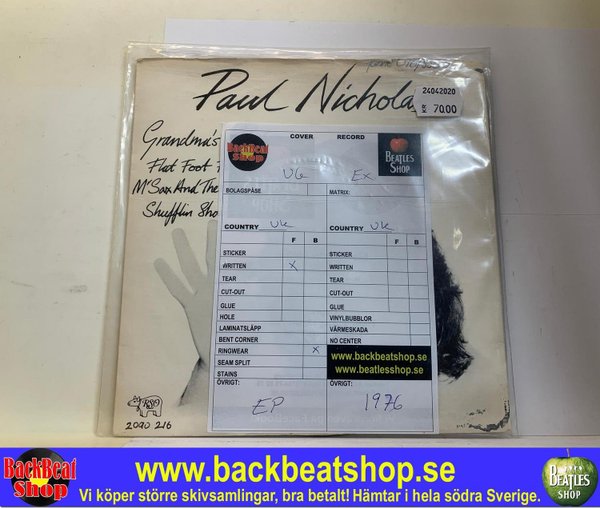 Paul Nichola
24042020
KR 70.00
Grandma's
Flat Foot
M'Sax And The
Shufflin Sho
BackBeat Shop
COVER
RECORD
BEATLES SHOP
VG
Ex
BOLAGSPÅSE
MATRIX:
COUNTRY UK
COUNTRY UK
F B
F B
STICKER
STICKER
WRITTEN X
WRITTEN
TEAR
TEAR
CUT-OUT
CUT-OUT
GLUE
GLUE
HOLE
VINYLBUBBLOR
LAMINATSLÄPP
VÄRMESKADA
BENT CORNER
NO CENTER
RINGWEAR X
www.backbeatshop.se
SEAM SPLIT
www.beatlesshop.se
STAINS
ÖVRIGT:
ÖVRIGT:
EP
1976
RSO
2090 216
BackBeat Shop
www.backbeatshop.se
Vi köper större skivsamlingar, bra betalt! Hämtar i hela södra Sverige.
BEATLES SHOP